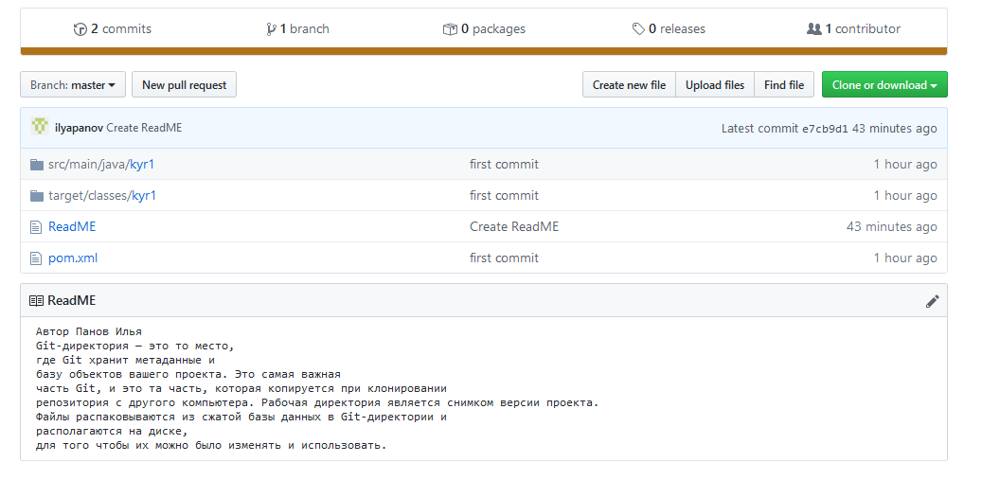 2 commits 1 branch 0 packages 0 releases 1 contributor
Branch: master New pull request Create new file Upload files Find file Clone or download
ilyapanov Create ReadME Latest commit e7cb9d1 43 minutes ago
src/main/java/kyr1 first commit 1 hour ago
target/classes/kyr1 first commit 1 hour ago
ReadME Create ReadME 43 minutes ago
pom.xml first commit 1 hour ago
ReadME
Автор Панов Илья
Git-директория — это то место,
где Git хранит метаданные и
базу объектов вашего проекта. Это самая важная
часть Git, и это та часть, которая копируется при клонировании
репозитория с другого компьютера. Рабочая директория является снимком версии проекта.
Файлы распаковываются из сжатой базы данных в Git-директории и
располагаются на диске,
для того чтобы их можно было изменять и использовать.